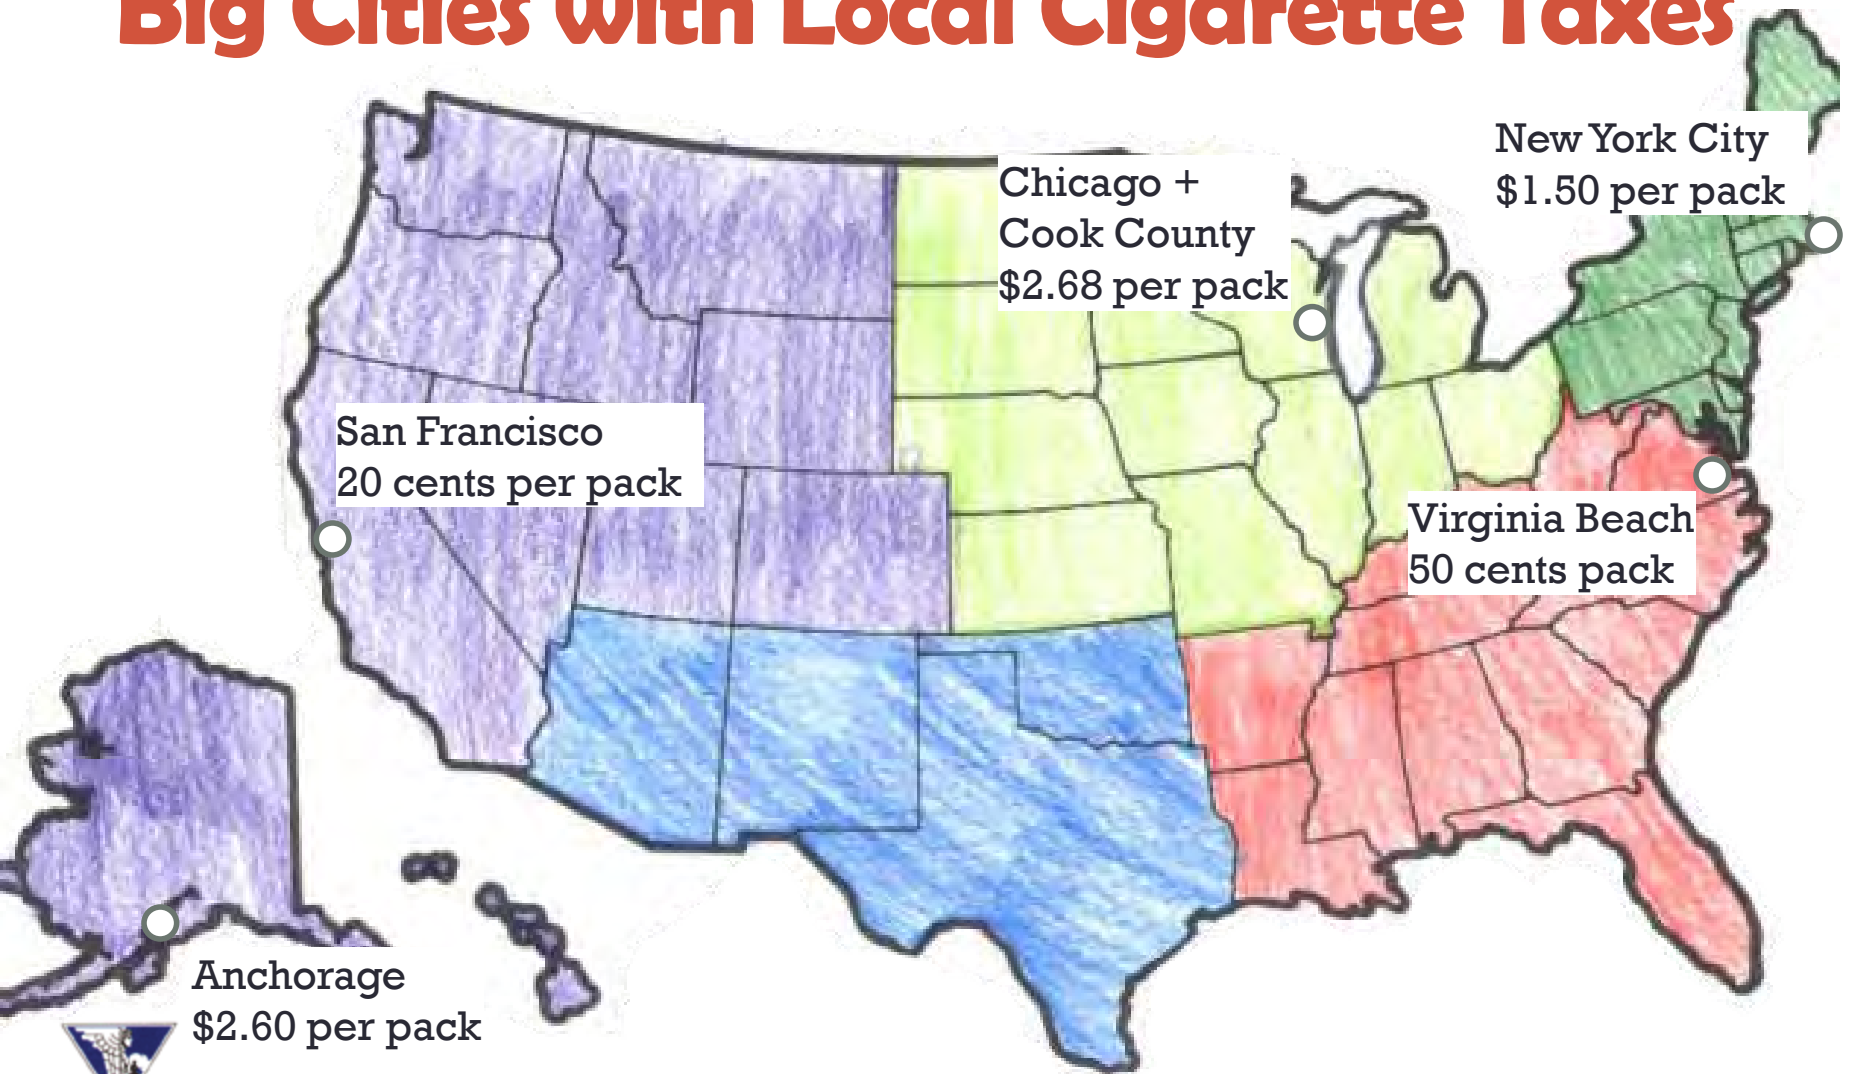 Big Cities with Local Cigarette Taxes
New York City
$1.50 per pack
Chicago +
Cook County
$2.68 per pack
San Francisco
20 cents per pack
Virginia Beach
50 cents pack
Anchorage
$2.60 per pack